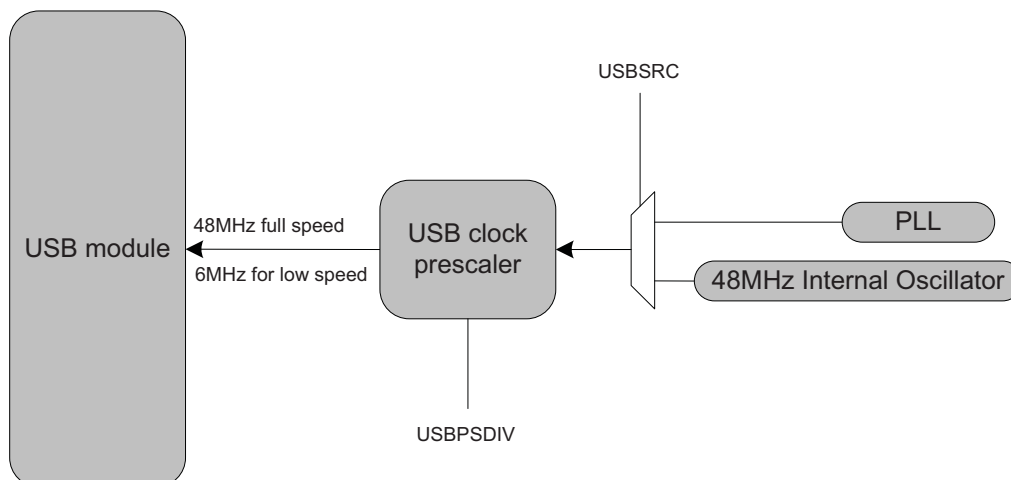 USBSRC
PLL
48MHz full speed
USB clock
prescaler
USB module
6MHz for low speed
48MHz Internal Oscillator
USBPSDIV